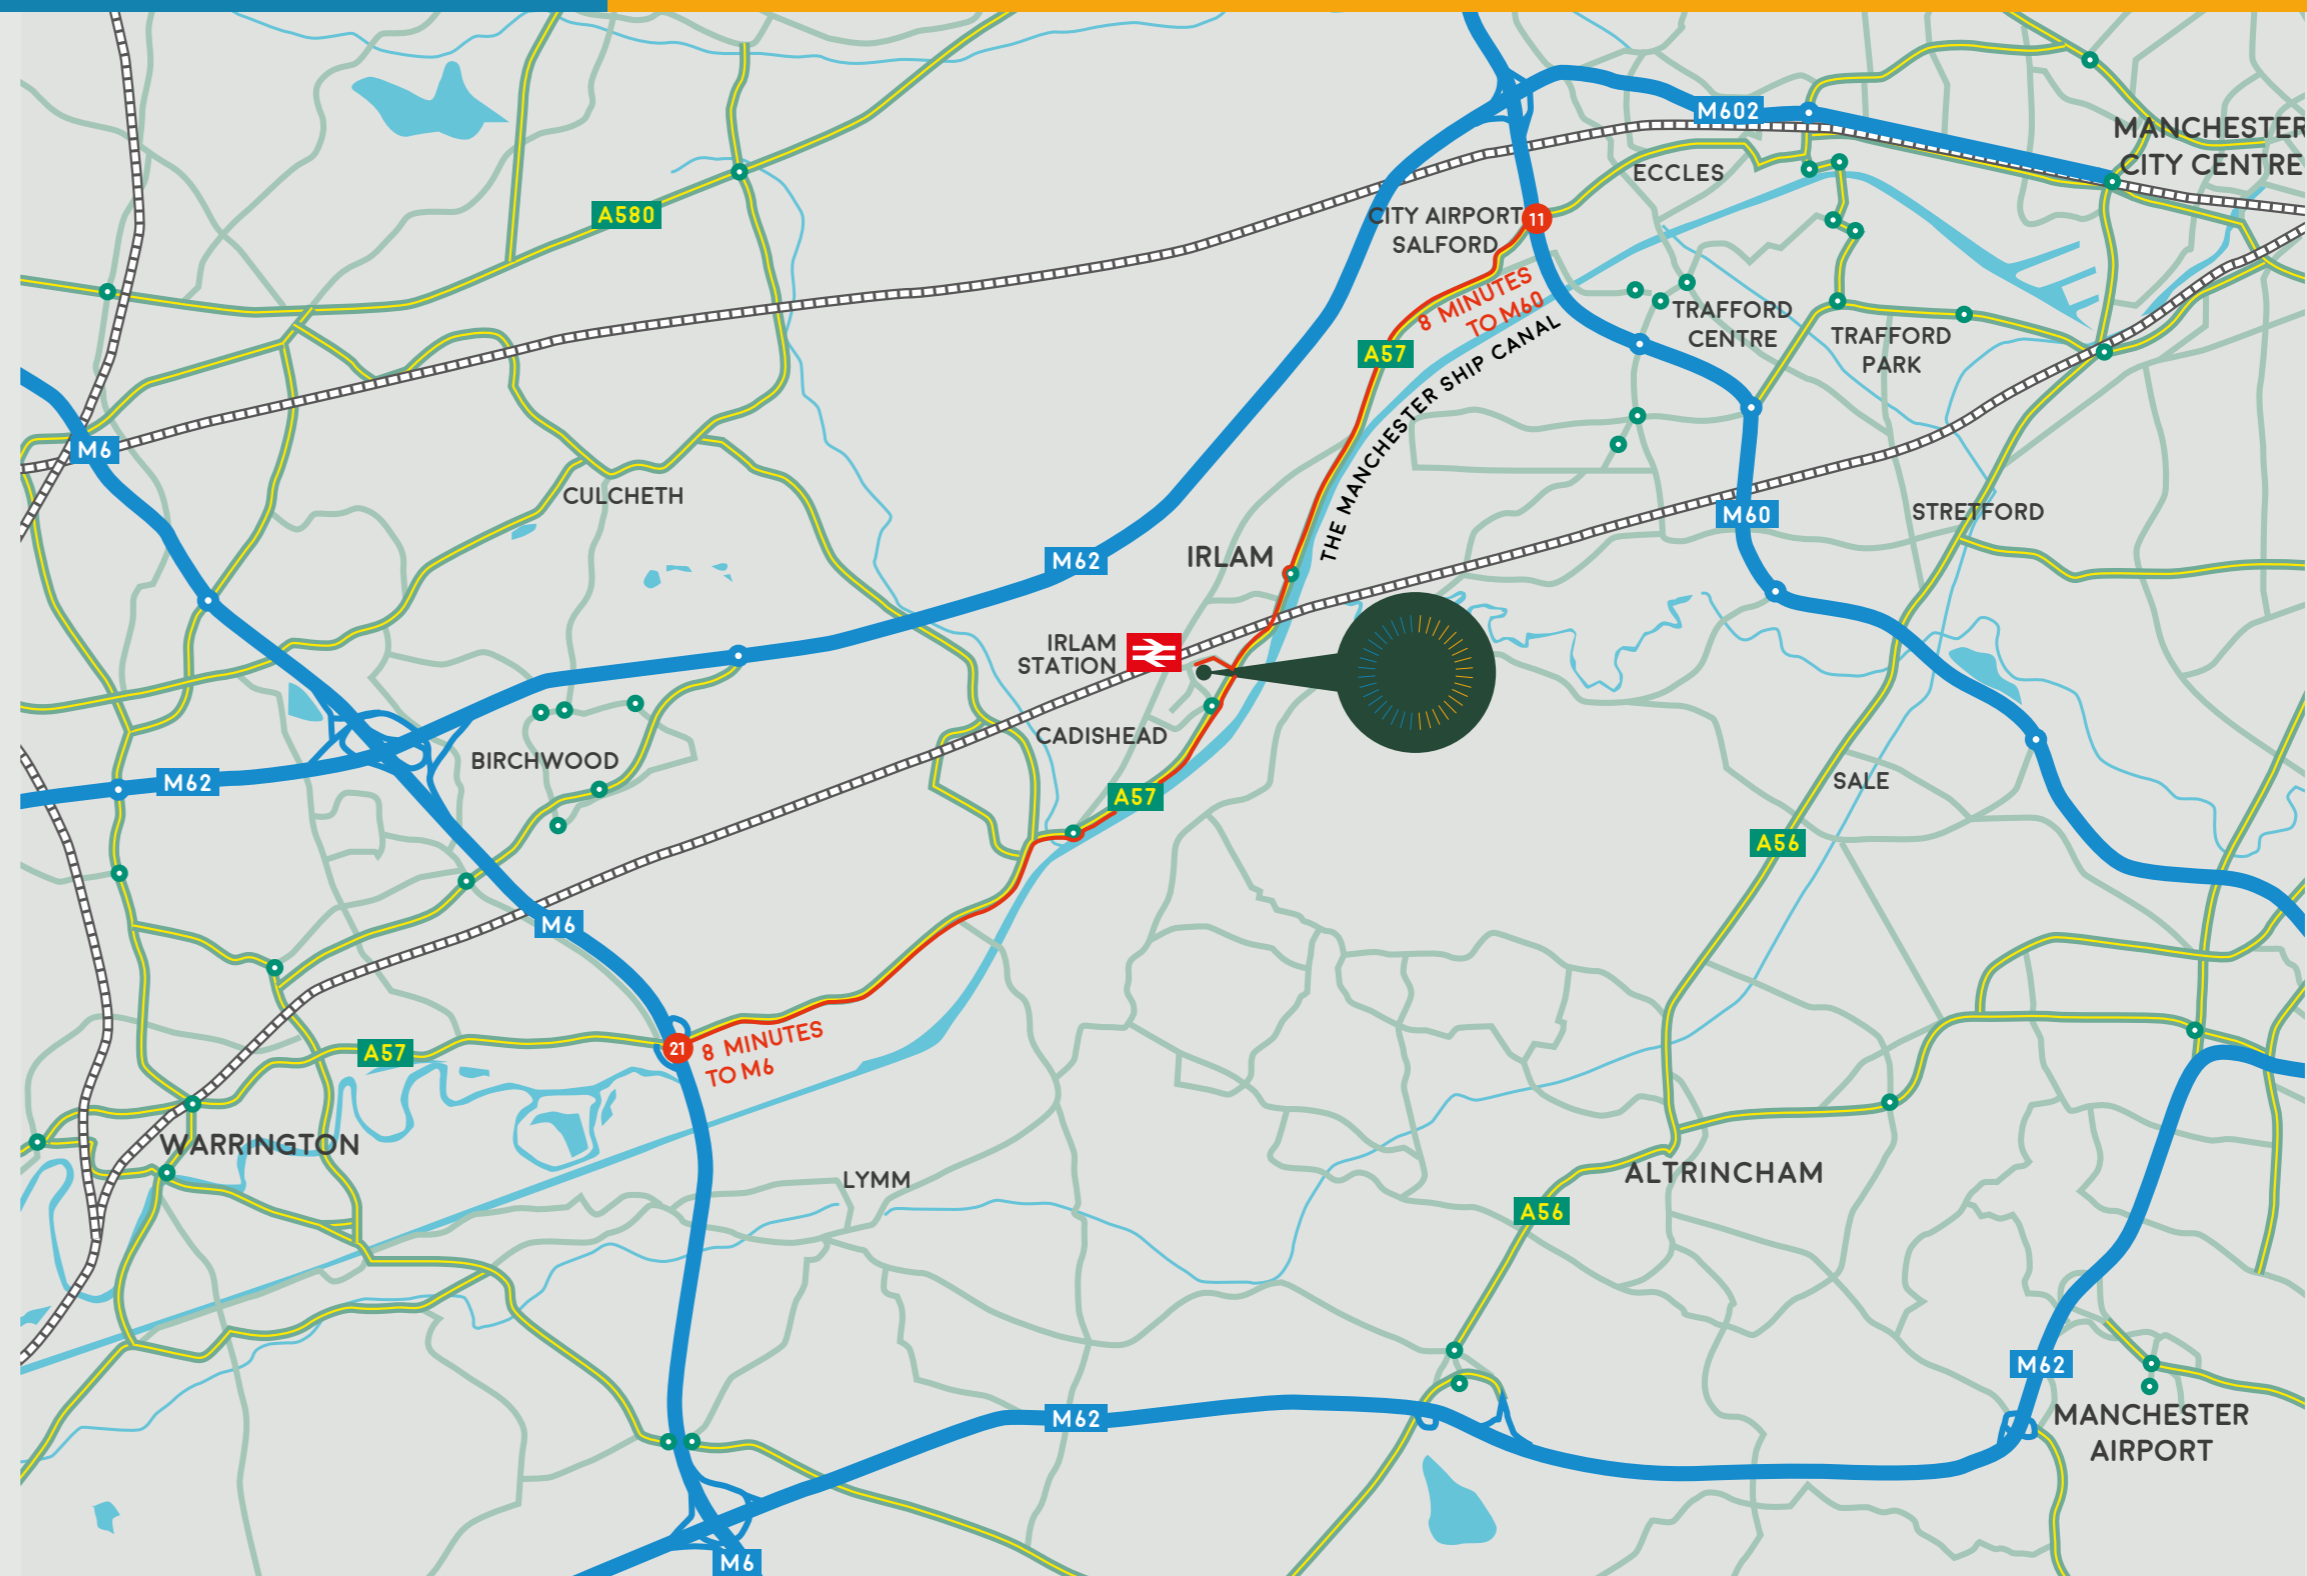 M602
MANCHESTER
CITY CENTRE
ECCLES
A580
CITY AIRPORT
SALFORD
11
8 MINUTES
TO M60
TRAFFORD
CENTRE
TRAFFORD
PARK
A57
THE MANCHESTER SHIP CANAL
M6
CULCHETH
STRETFORD
M60
M62
IRLAM
IRLAM
STATION
CADISHEAD
BIRCHWOOD
M62
SALE
A57
A56
M6
21
8 MINUTES
TO M6
A57
WARRINGTON
LYMM
ALTRINCHAM
A56
M62
MANCHESTER
AIRPORT
M62
M6